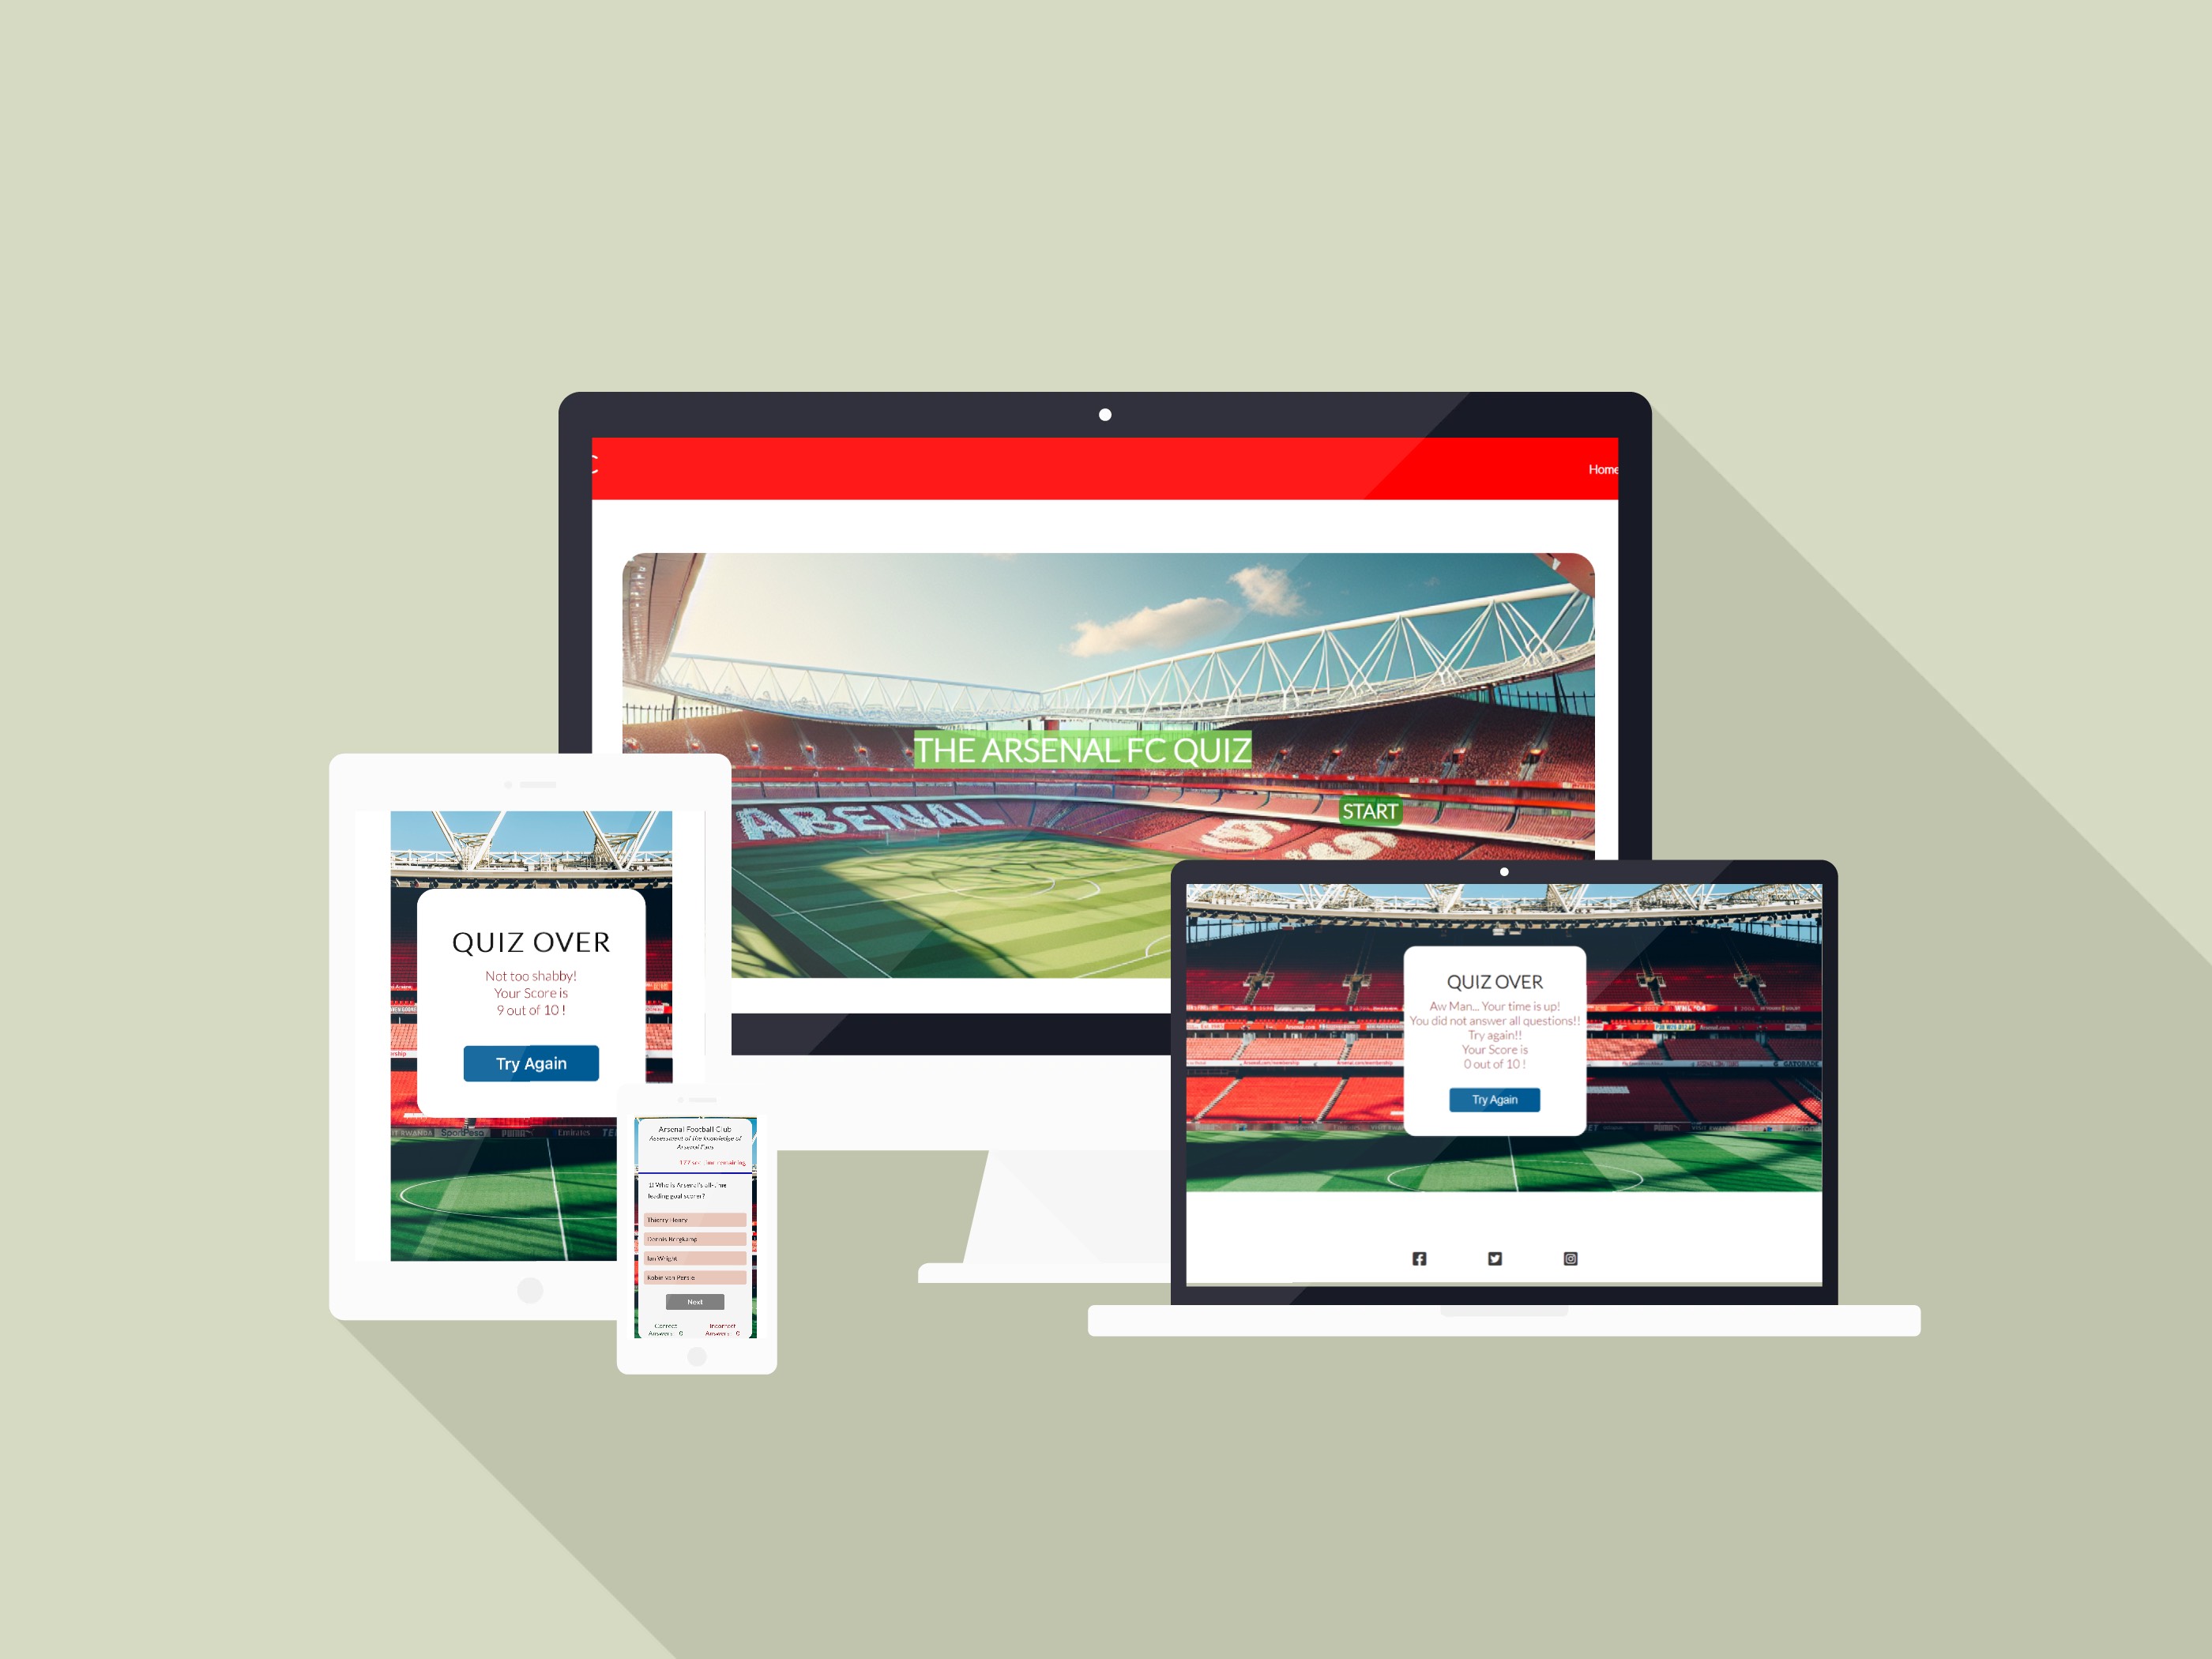 C
Home
THE ARSENAL FC QUIZ
START
ARENAL
QUIZ OVER
Not too shabby!
Your Score is
9 out of 10 !
Try Again
Arsenal Football Club
Assessment of the knowledge of
Arsenal Fans
177 sec time remaining
1) Who is Arsenal's all-time
leading goal scorer?
Thierry Henry
Dennis Bergkamp
Ian Wright
Robin van Persie
Next
Correct
Answers: 0
Incorrect
Answers: 0
QUIZ OVER
Aw Man... Your time is up!
You did not answer all questions!!
Try again!!
Your Score is
0 out of 10 !
Try Again